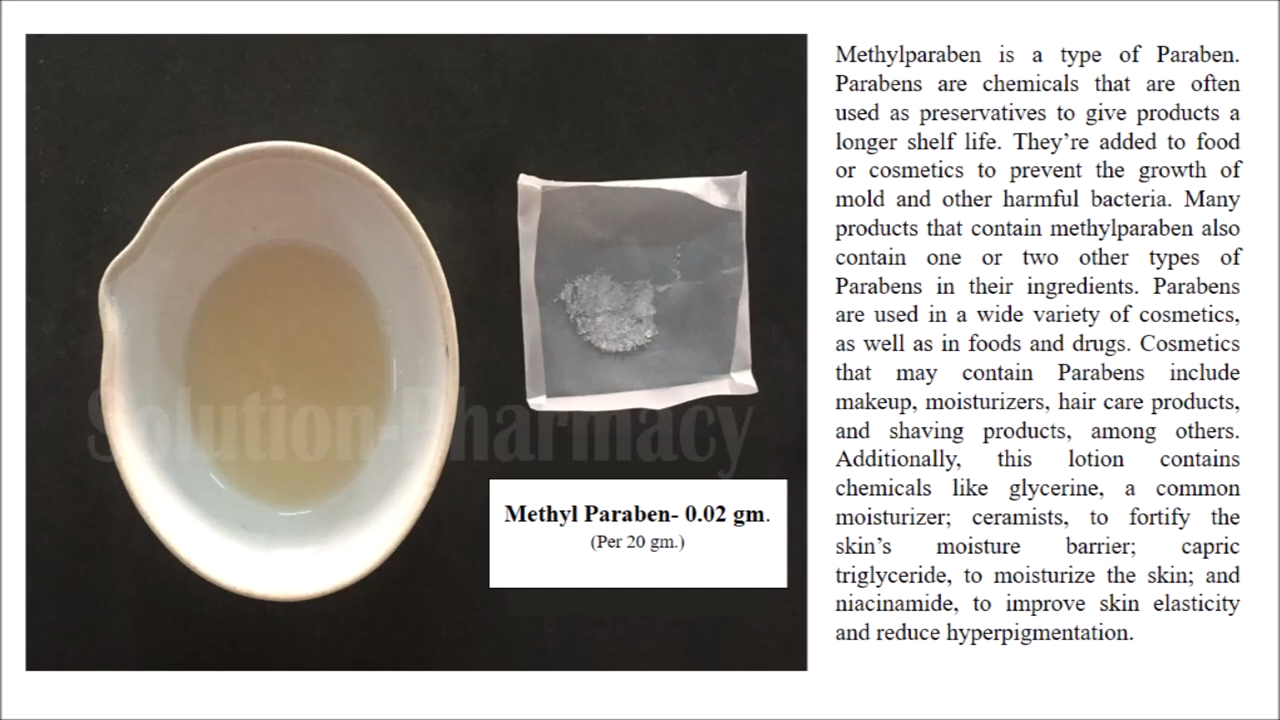 Methylparaben is a type of Paraben.
Parabens are chemicals that are often
used as preservatives to give products a
longer shelf life. They’re added to food
or cosmetics to prevent the growth of
mold and other harmful bacteria. Many
products that contain methylparaben also
contain one or two other types of
Parabens in their ingredients. Parabens
are used in a wide variety of cosmetics,
as well as in foods and drugs. Cosmetics
that may contain Parabens include
makeup, moisturizers, hair care products,
and shaving products, among others.
Additionally, this lotion contains
chemicals like glycerine, a common
moisturizer; ceramists, to fortify the
skin’s moisture barrier; capric
triglyceride, to moisturize the skin; and
niacinamide, to improve skin elasticity
and reduce hyperpigmentation.
Solution-Pharmacy
Methyl Paraben- 0.02 gm.
(Per 20 gm.)